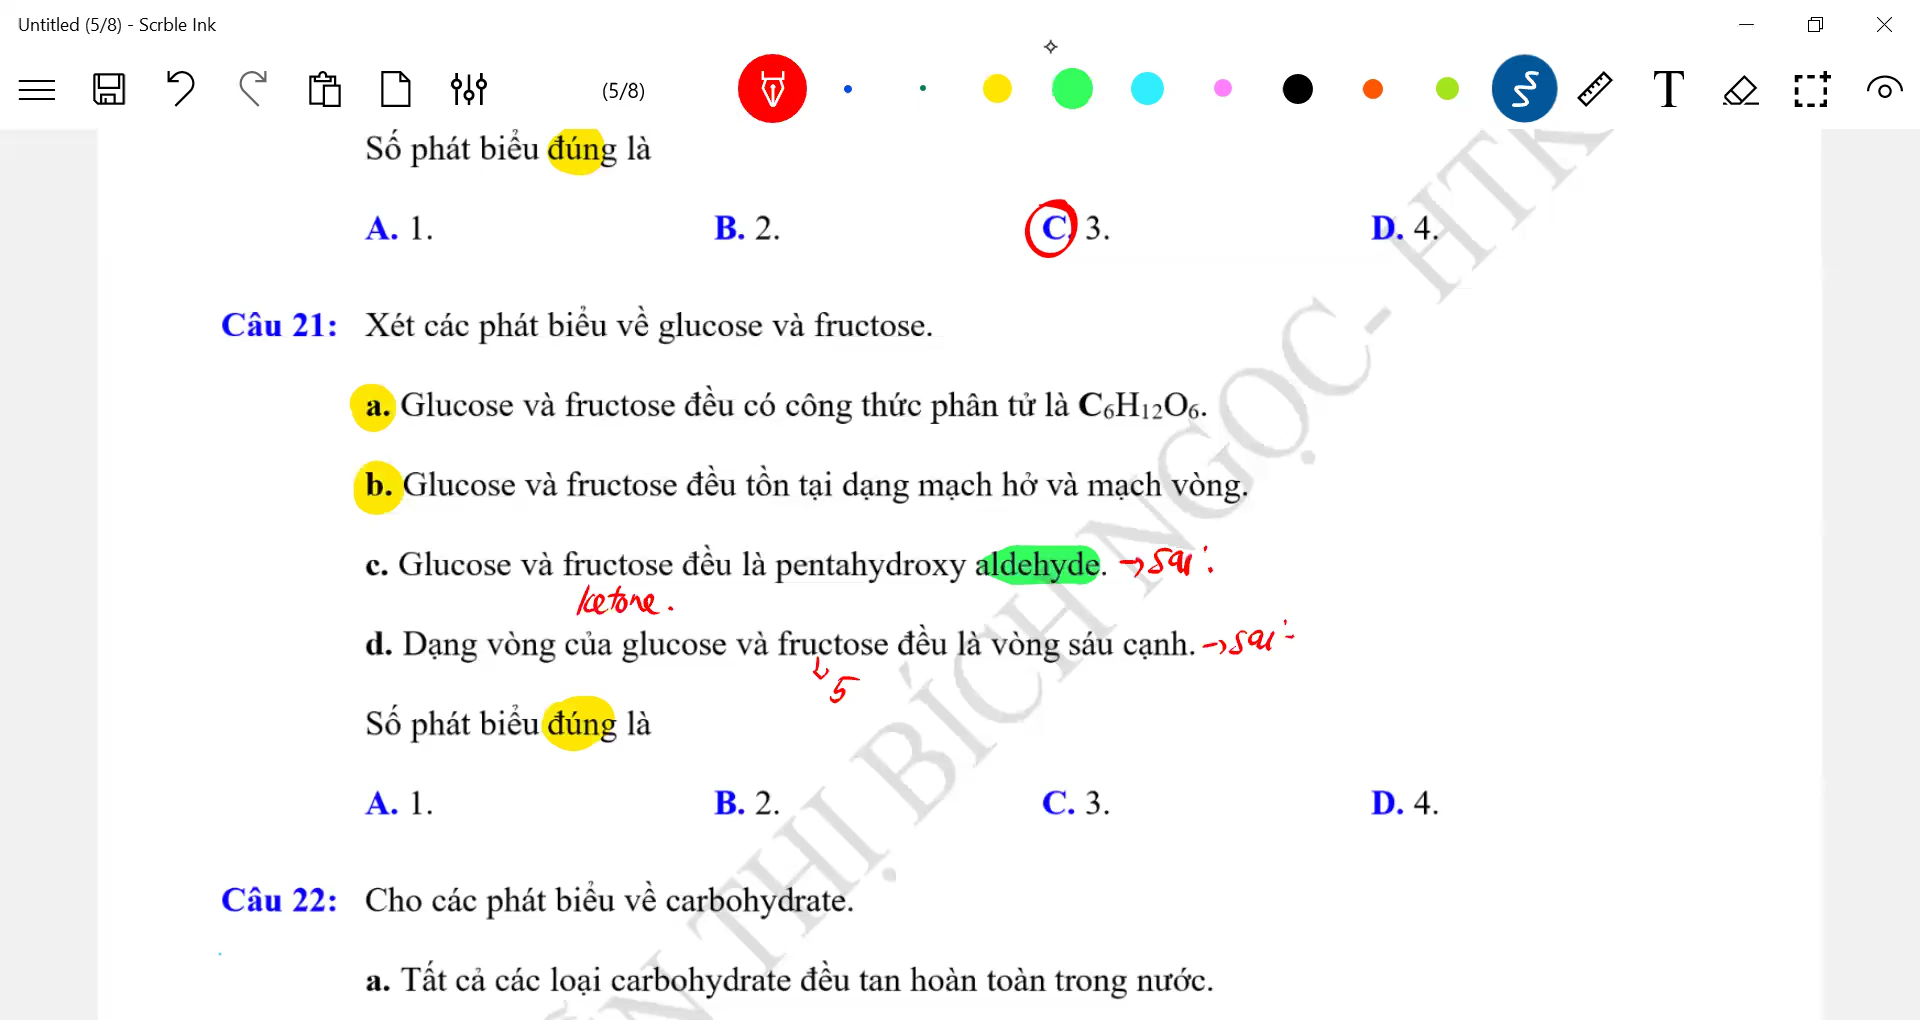 Untitled (5/8) - Scrble Ink
(5/8)
T
Số phát biểu đúng là
A. 1. B. 2. C. 3. D. 4.
Câu 21: Xét các phát biểu về glucose và fructose.
a. Glucose và fructose đều có công thức phân tử là C₆H₁₂O₆.
b. Glucose và fructose đều tồn tại dạng mạch hở và mạch vòng.
c. Glucose và fructose đều là pentahydroxy aldehyde. →sai.
ketone.
d. Dạng vòng của glucose và fructose đều là vòng sáu cạnh. →sai
↳ 5
Số phát biểu đúng là
A. 1. B. 2. C. 3. D. 4.
Câu 22: Cho các phát biểu về carbohydrate.
a. Tất cả các loại carbohydrate đều tan hoàn toàn trong nước.
THỊ BÍCH NGỌC- HTK